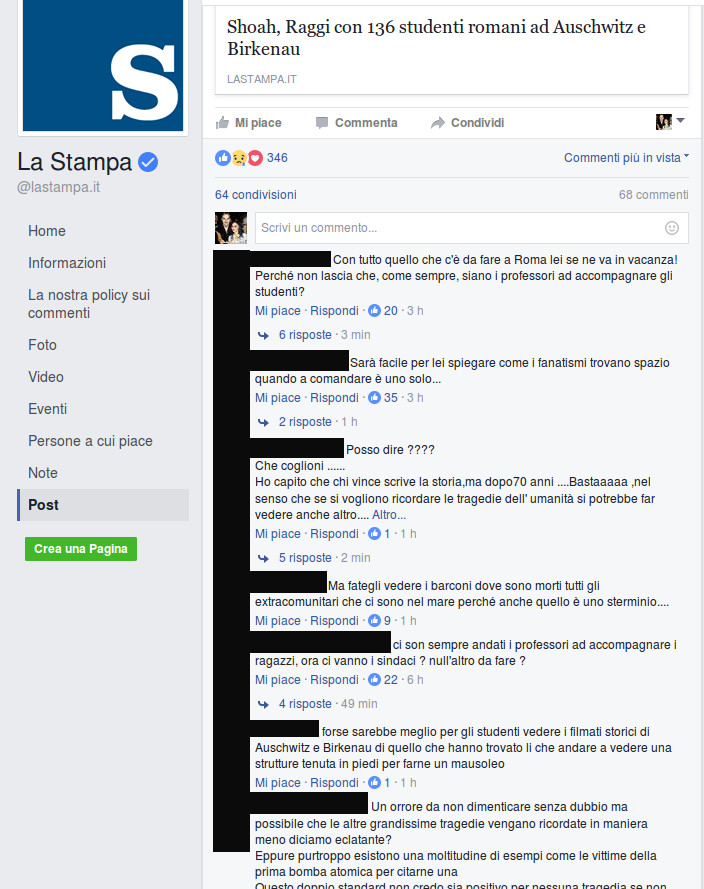 S
La Stampa
@lastampa.it
Home
Informazioni
La nostra policy sui
commenti
Foto
Video
Eventi
Persone a cui piace
Note
Post
Crea una Pagina
Shoah, Raggi con 136 studenti romani ad Auschwitz e
Birkenau
LASTAMPA.IT
Mi piace Commenta Condividi
346 Commenti più in vista
64 condivisioni 68 commenti
Scrivi un commento...
Con tutto quello che c'è da fare a Roma lei se ne va in vacanza!
Perché non lascia che, come sempre, siano i professori ad accompagnare gli
studenti?
Mi piace · Rispondi · 20 · 3 h
6 risposte · 3 min
Sarà facile per lei spiegare come i fanatismi trovano spazio
quando a comandare è uno solo...
Mi piace · Rispondi · 35 · 3 h
2 risposte · 1 h
Posso dire ????
Che coglioni ......
Ho capito che chi vince scrive la storia,ma dopo70 anni ....Bastaaaaa ,nel
senso che se si vogliono ricordare le tragedie dell' umanità si potrebbe far
vedere anche altro.... Altro...
Mi piace · Rispondi · 1 · 1 h
5 risposte · 2 min
Ma fategli vedere i barconi dove sono morti tutti gli
extracomunitari che ci sono nel mare perché anche quello è uno sterminio....
Mi piace · Rispondi · 9 · 1 h
ci son sempre andati i professori ad accompagnare i
ragazzi, ora ci vanno i sindaci ? null'altro da fare ?
Mi piace · Rispondi · 22 · 6 h
4 risposte · 49 min
forse sarebbe meglio per gli studenti vedere i filmati storici di
Auschwitz e Birkenau di quello che hanno trovato li che andare a vedere una
strutture tenuta in piedi per farne un mausoleo
Mi piace · Rispondi · 1 · 1 h
Un orrore da non dimenticare senza dubbio ma
possibile che le altre grandissime tragedie vengano ricordate in maniera
meno diciamo eclatante?
Eppure purtroppo esistono una moltitudine di esempi come le vittime della
prima bomba atomica per citarne una
Questo doppio standard non credo sia positivo per nessuna tragedia se non